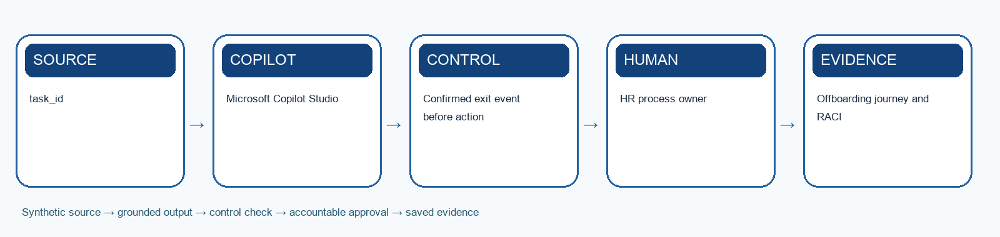 SOURCE
task_id
→
COPILOT
Microsoft Copilot Studio
→
CONTROL
Confirmed exit event
before action
→
HUMAN
HR process owner
→
EVIDENCE
Offboarding journey and
RACI
Synthetic source → grounded output → control check → accountable approval → saved evidence